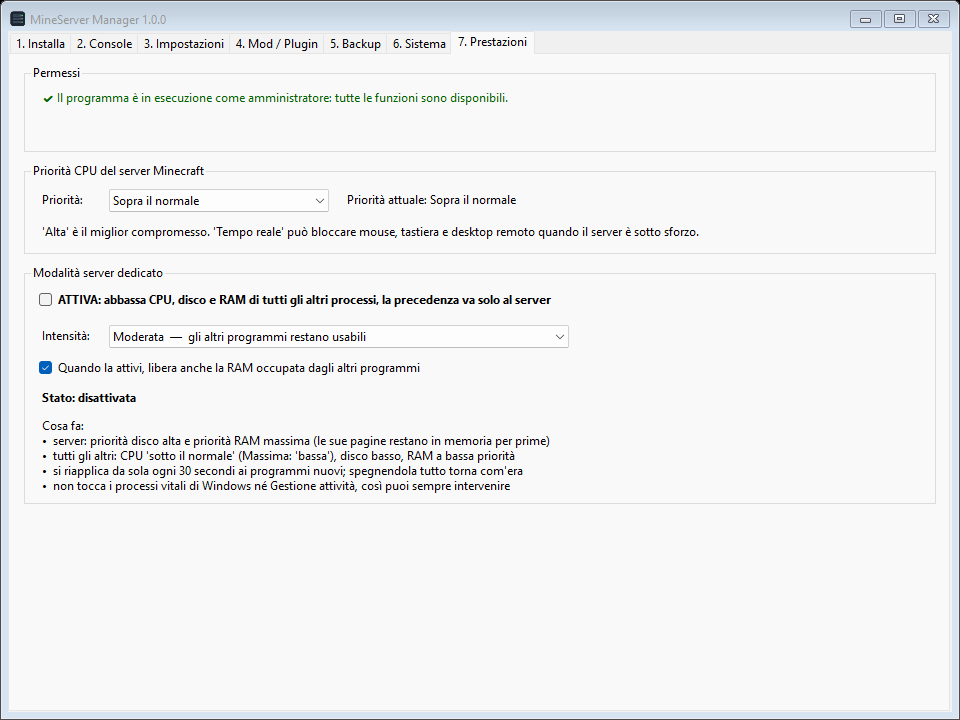 MineServer Manager 1.0.0
1. Installa 2. Console 3. Impostazioni 4. Mod / Plugin 5. Backup 6. Sistema 7. Prestazioni
Permessi
✔ Il programma è in esecuzione come amministratore: tutte le funzioni sono disponibili.
Priorità CPU del server Minecraft
Priorità: Sopra il normale Priorità attuale: Sopra il normale
'Alta' è il miglior compromesso. 'Tempo reale' può bloccare mouse, tastiera e desktop remoto quando il server è sotto sforzo.
Modalità server dedicato
ATTIVA: abbassa CPU, disco e RAM di tutti gli altri processi, la precedenza va solo al server
Intensità: Moderata — gli altri programmi restano usabili
Quando la attivi, libera anche la RAM occupata dagli altri programmi
Stato: disattivata
Cosa fa:
• server: priorità disco alta e priorità RAM massima (le sue pagine restano in memoria per prime)
• tutti gli altri: CPU 'sotto il normale' (Massima: 'bassa'), disco basso, RAM a bassa priorità
• si riapplica da sola ogni 30 secondi ai programmi nuovi; spegnendola tutto torna com'era
• non tocca i processi vitali di Windows né Gestione attività, così puoi sempre intervenire